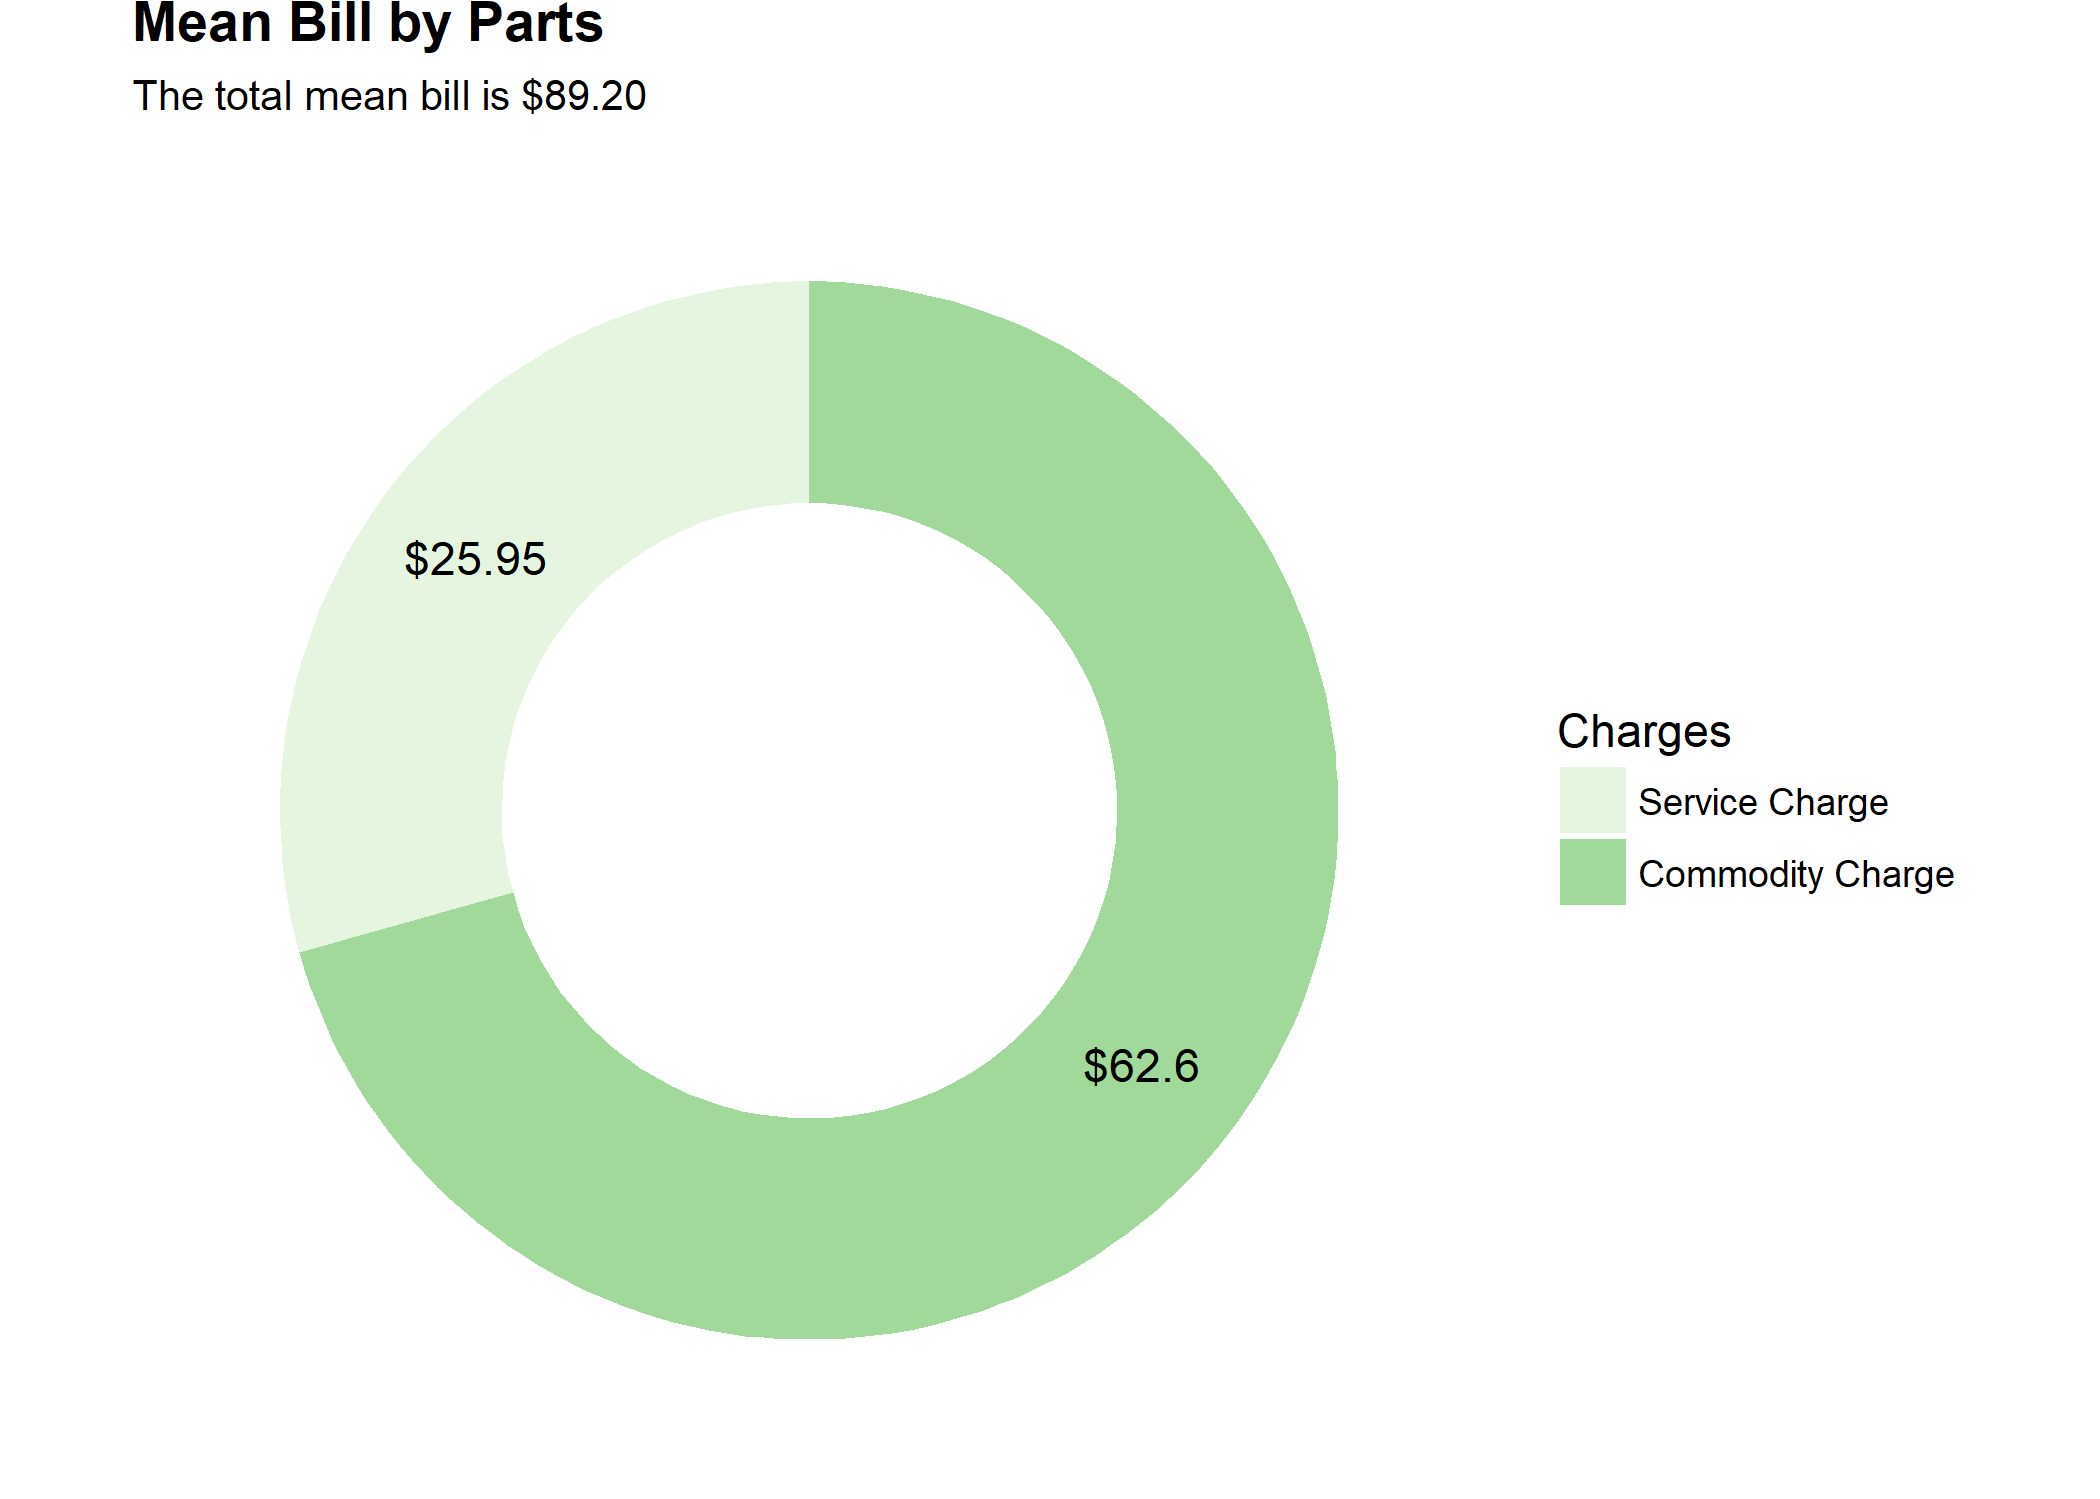 Mean Bill by Parts
The total mean bill is $89.20
$25.95
$62.6
Charges
Service Charge
Commodity Charge